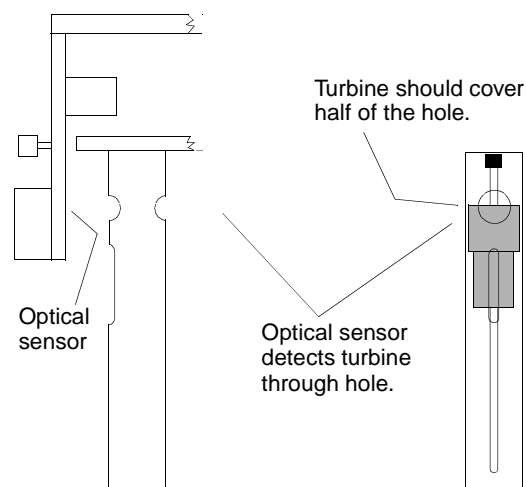 Turbine should cover
half of the hole.
Optical
sensor
Optical sensor
detects turbine
through hole.